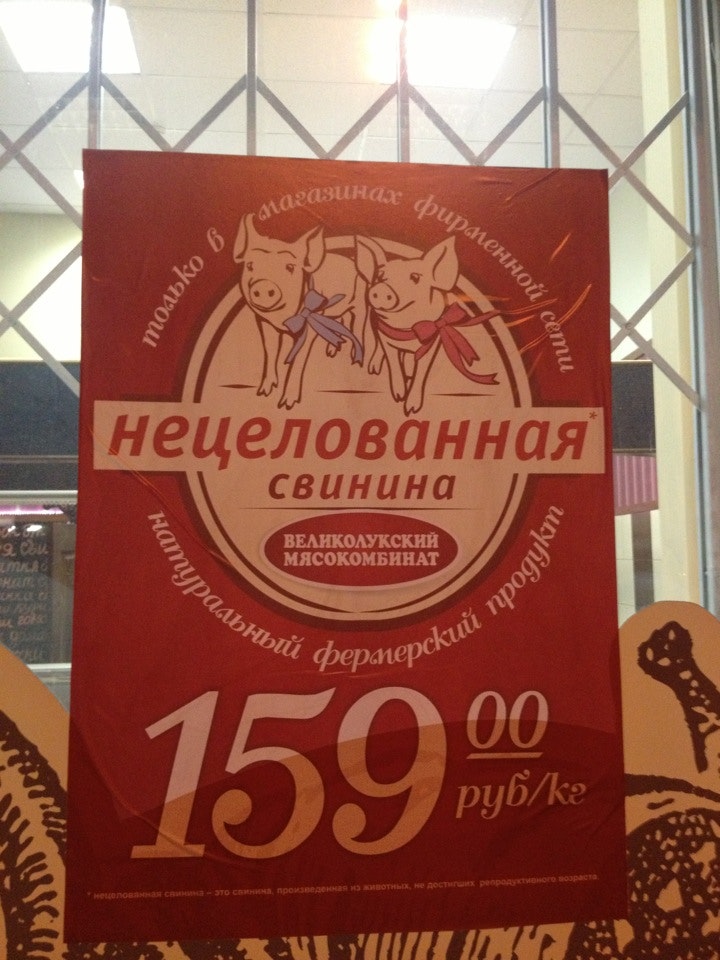 только в магазинах фирменной сети
нецелованная*
свинина
ВЕЛИКОЛУКСКИЙ
МЯСОКОМБИНАТ
натуральный фермерский продукт
159 00
руб/кг
* нецелованная свинина – это свинина, произведенная из животных, не достигших репродуктивного возраста.